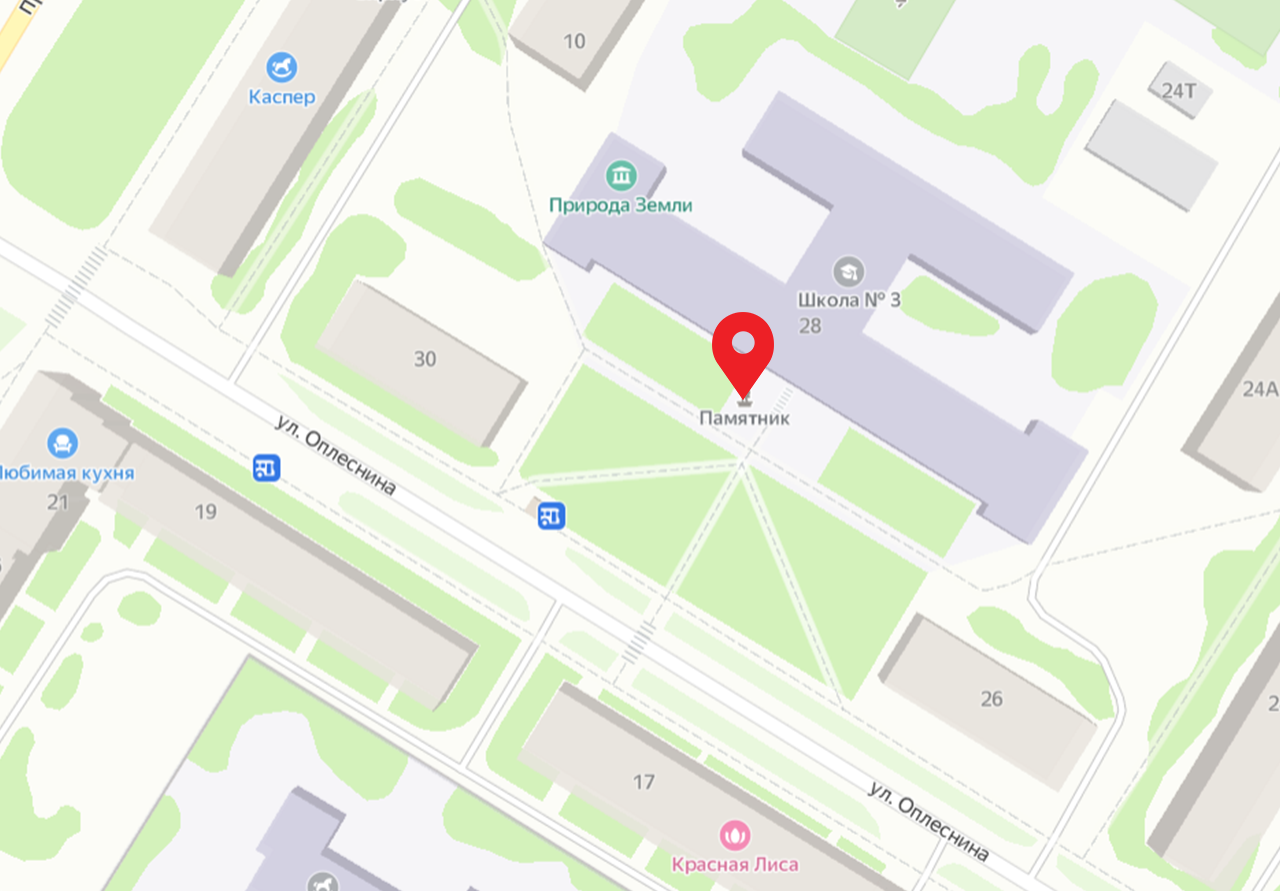 10
Каспер
24Т
Природа Земли
Школа № 3
28
30
24А
Памятник
ул. Оплеснина
Любимая кухня
21
19
26
17
ул. Оплеснина
Красная Лиса